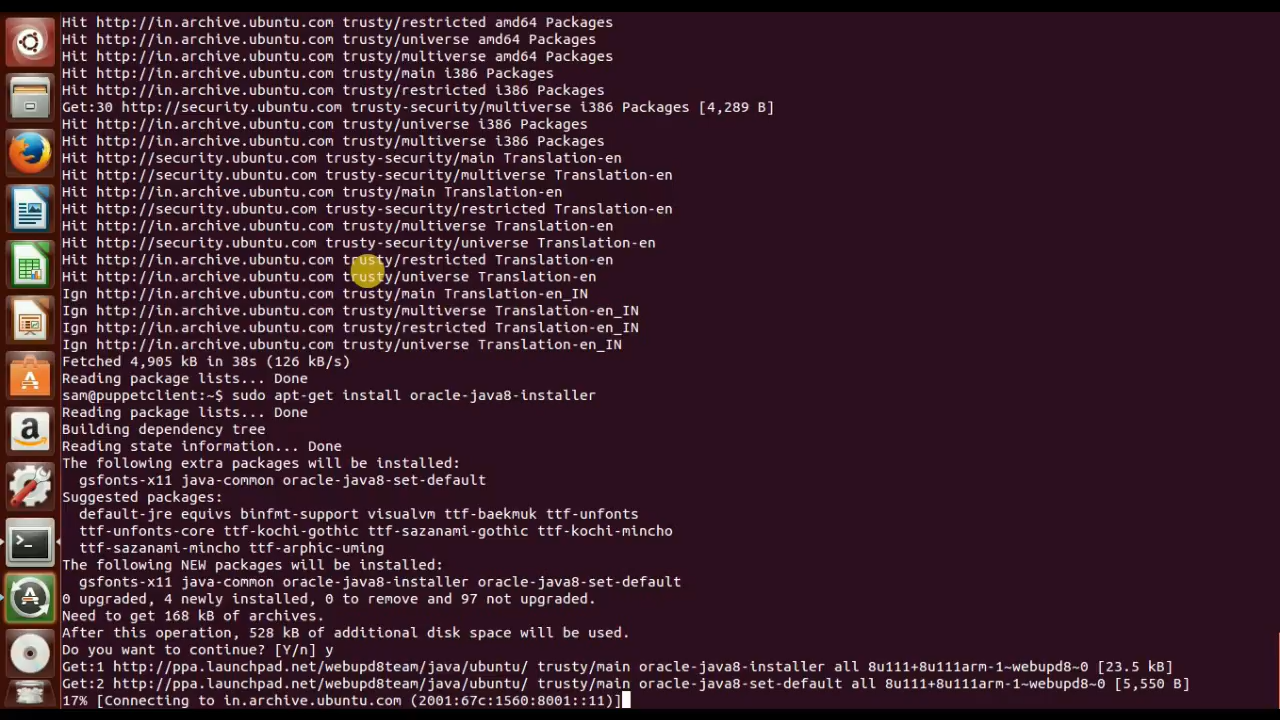 Hit http://in.archive.ubuntu.com trusty/restricted amd64 Packages
Hit http://in.archive.ubuntu.com trusty/universe amd64 Packages
Hit http://in.archive.ubuntu.com trusty/multiverse amd64 Packages
Hit http://in.archive.ubuntu.com trusty/main i386 Packages
Hit http://in.archive.ubuntu.com trusty/restricted i386 Packages
Get:30 http://security.ubuntu.com trusty-security/multiverse i386 Packages [4,289 B]
Hit http://in.archive.ubuntu.com trusty/universe i386 Packages
Hit http://in.archive.ubuntu.com trusty/multiverse i386 Packages
Hit http://security.ubuntu.com trusty-security/main Translation-en
Hit http://security.ubuntu.com trusty-security/multiverse Translation-en
Hit http://in.archive.ubuntu.com trusty/main Translation-en
Hit http://security.ubuntu.com trusty-security/restricted Translation-en
Hit http://in.archive.ubuntu.com trusty/multiverse Translation-en
Hit http://security.ubuntu.com trusty-security/universe Translation-en
Hit http://in.archive.ubuntu.com trusty/restricted Translation-en
Hit http://in.archive.ubuntu.com trusty/universe Translation-en
Ign http://in.archive.ubuntu.com trusty/main Translation-en_IN
Ign http://in.archive.ubuntu.com trusty/multiverse Translation-en_IN
Ign http://in.archive.ubuntu.com trusty/restricted Translation-en_IN
Ign http://in.archive.ubuntu.com trusty/universe Translation-en_IN
Fetched 4,905 kB in 38s (126 kB/s)
Reading package lists... Done
sam@puppetclient:~$ sudo apt-get install oracle-java8-installer
Reading package lists... Done
Building dependency tree
Reading state information... Done
The following extra packages will be installed:
  gsfonts-x11 java-common oracle-java8-set-default
Suggested packages:
  default-jre equivs binfmt-support visualvm ttf-baekmuk ttf-unfonts
  ttf-unfonts-core ttf-kochi-gothic ttf-sazanami-gothic ttf-kochi-mincho
  ttf-sazanami-mincho ttf-arphic-uming
The following NEW packages will be installed:
  gsfonts-x11 java-common oracle-java8-installer oracle-java8-set-default
0 upgraded, 4 newly installed, 0 to remove and 97 not upgraded.
Need to get 168 kB of archives.
After this operation, 528 kB of additional disk space will be used.
Do you want to continue? [Y/n] y
Get:1 http://ppa.launchpad.net/webupd8team/java/ubuntu/ trusty/main oracle-java8-installer all 8u111+8u111arm-1~webupd8~0 [23.5 kB]
Get:2 http://ppa.launchpad.net/webupd8team/java/ubuntu/ trusty/main oracle-java8-set-default all 8u111+8u111arm-1~webupd8~0 [5,550 B]
17% [Connecting to in.archive.ubuntu.com (2001:67c:1560:8001::11)]